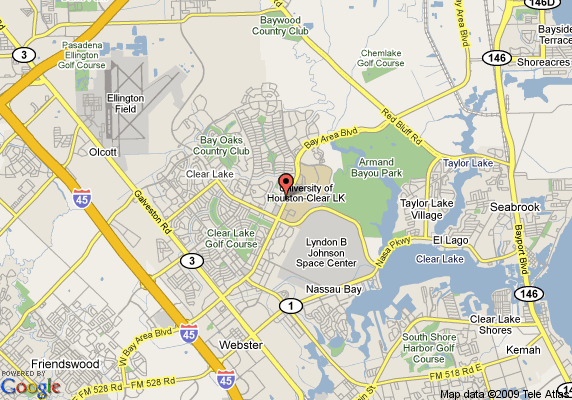 146D
Baywood
Country Club
Bayside
Terrace
3
Pasadena
Ellington
Golf Course
Chemlake
Golf Course
146
Shoreacres
Bay Area Blvd
Ellington
Field
Red Bluff Rd
Bay Area Blvd
Bay Oaks
Country Club
Olcott
Armand
Bayou Park
Taylor Lake
Clear Lake
University of
Houston-Clear LK
45
Galveston Rd
Taylor Lake
Village
Seabrook
Clear Lake
Golf Course
Lyndon B
Johnson
Space Center
Nasa Pkwy
El Lago
Bayport Blvd
Clear Lake
3
45
Nassau Bay
146
1
Clear Lake
Shores
W Bay Area Blvd
45
Webster
South Shore
Harbor Golf
Course
Kemah
Friendswood
FM 518 Rd E
POWERED BY
Google
FM 528 Rd
FM 528 Rd
45
in St
Map data ©2009 Tele Atlas